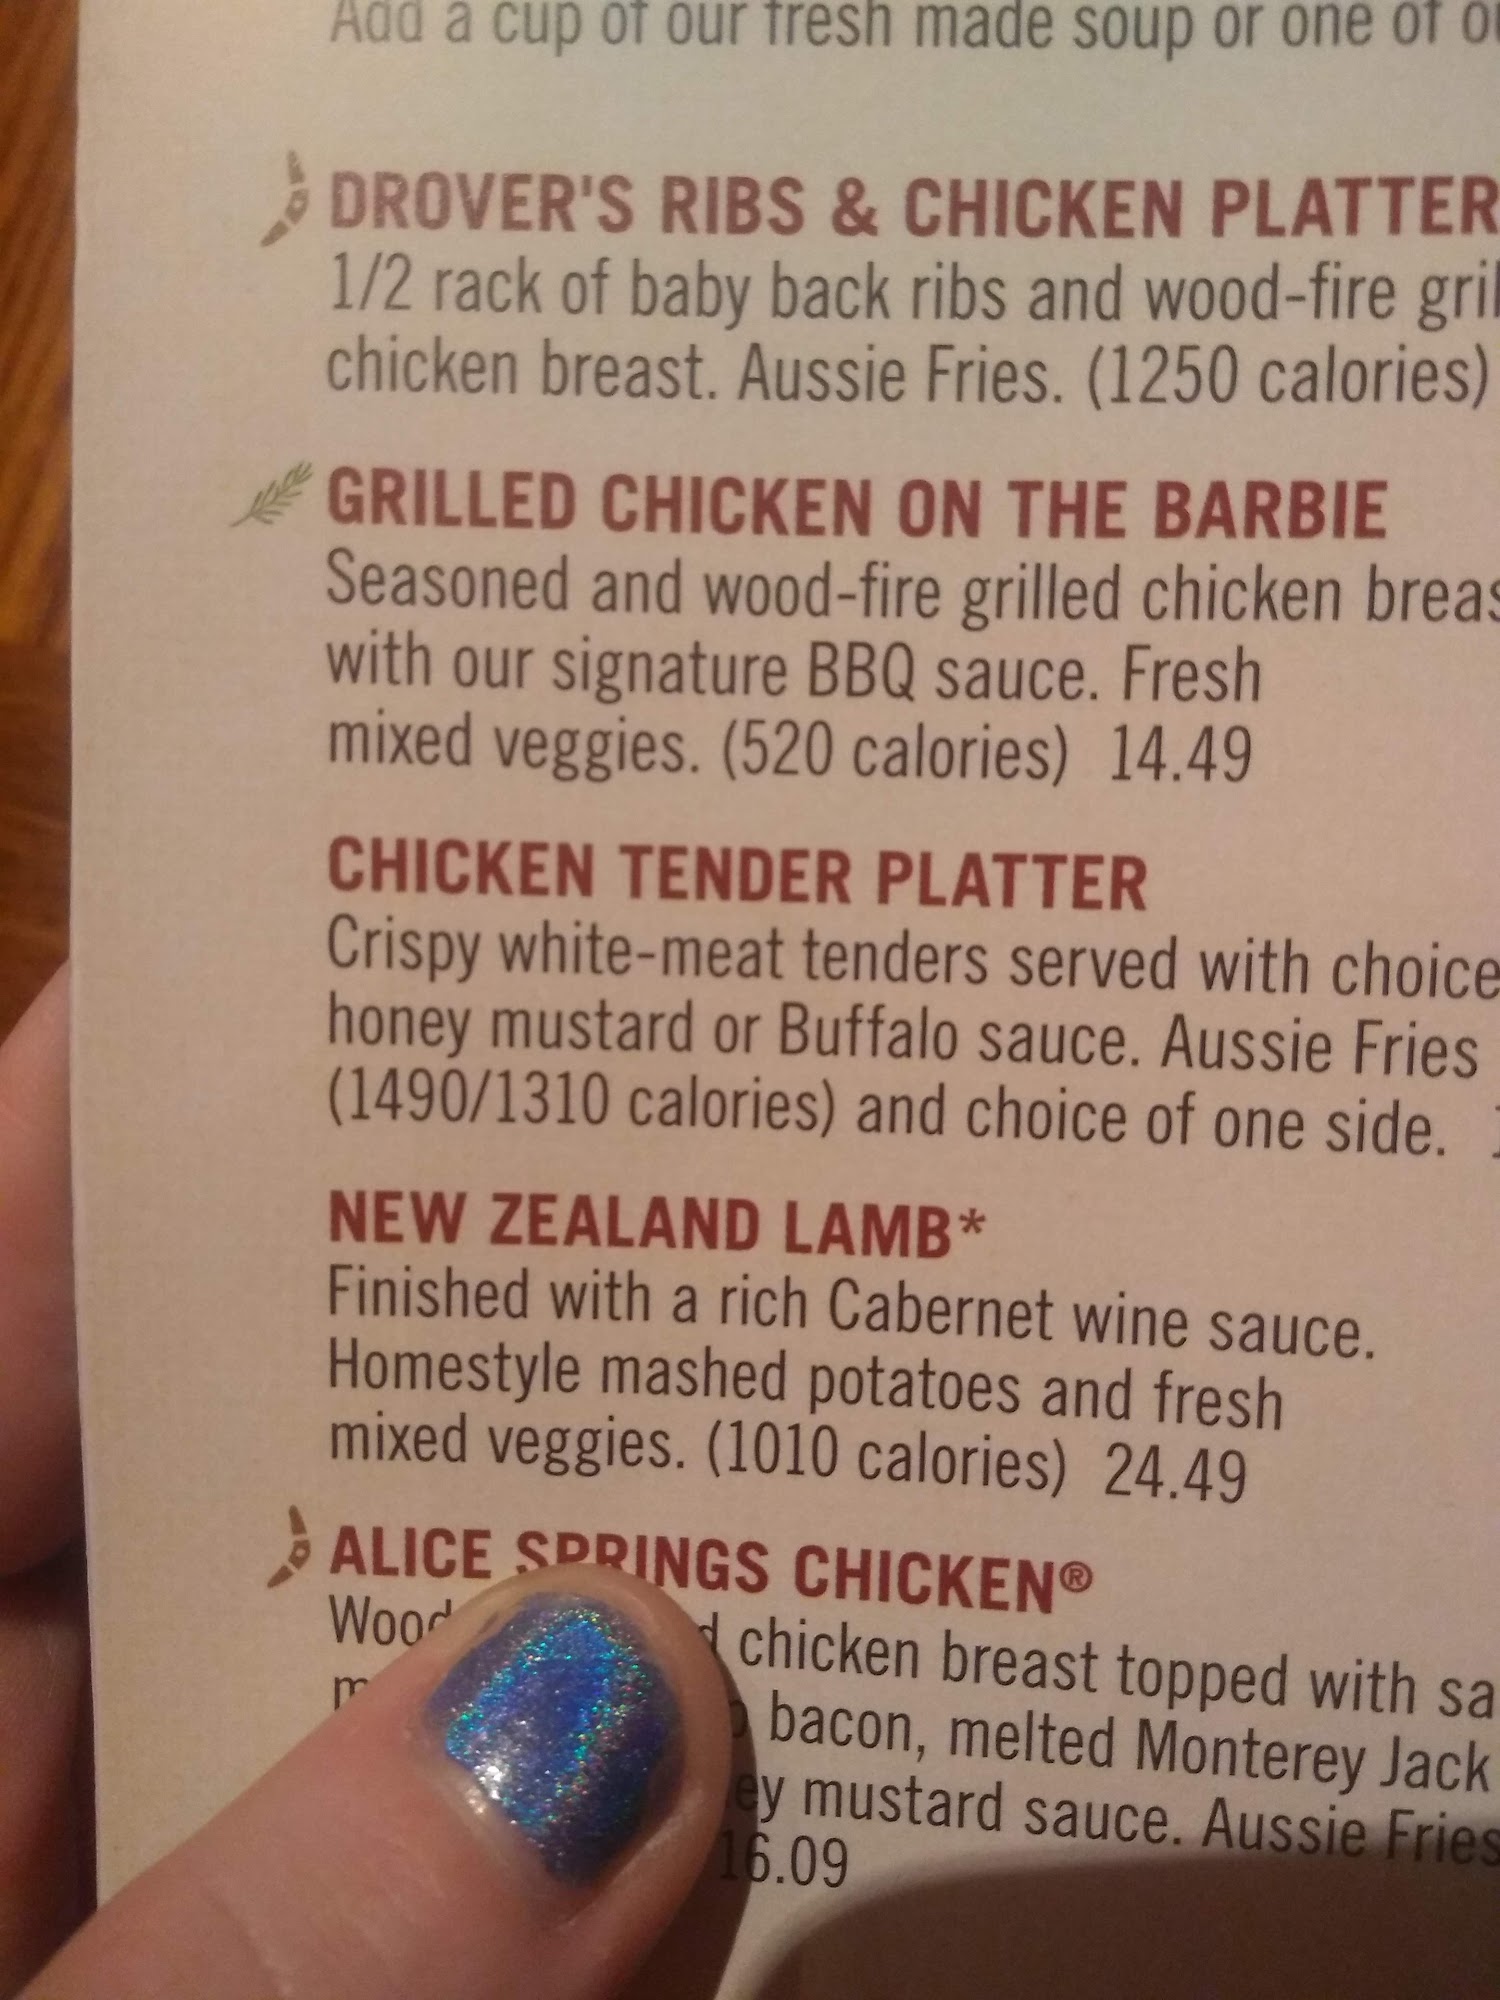 Add a cup of our fresh made soup or one of
DROVER'S RIBS & CHICKEN PLATTER
1/2 rack of baby back ribs and wood-fire
chicken breast. Aussie Fries. (1250 calories)
GRILLED CHICKEN ON THE BARBIE
Seasoned and wood-fire grilled chicken
with our signature BBQ sauce. Fresh
mixed veggies. (520 calories) 14.49
CHICKEN TENDER PLATTER
Crispy white-meat tenders served with choice
honey mustard or Buffalo sauce. Aussie Fries
(1490/1310 calories) and choice of one side.
NEW ZEALAND LAMB*
Finished with a rich Cabernet wine sauce.
Homestyle mashed potatoes and fresh
mixed veggies. (1010 calories) 24.49
ALICE SPRINGS CHICKEN®
chicken breast topped with
bacon, melted Monterey Jack
mustard sauce. Aussie Fries
16.09